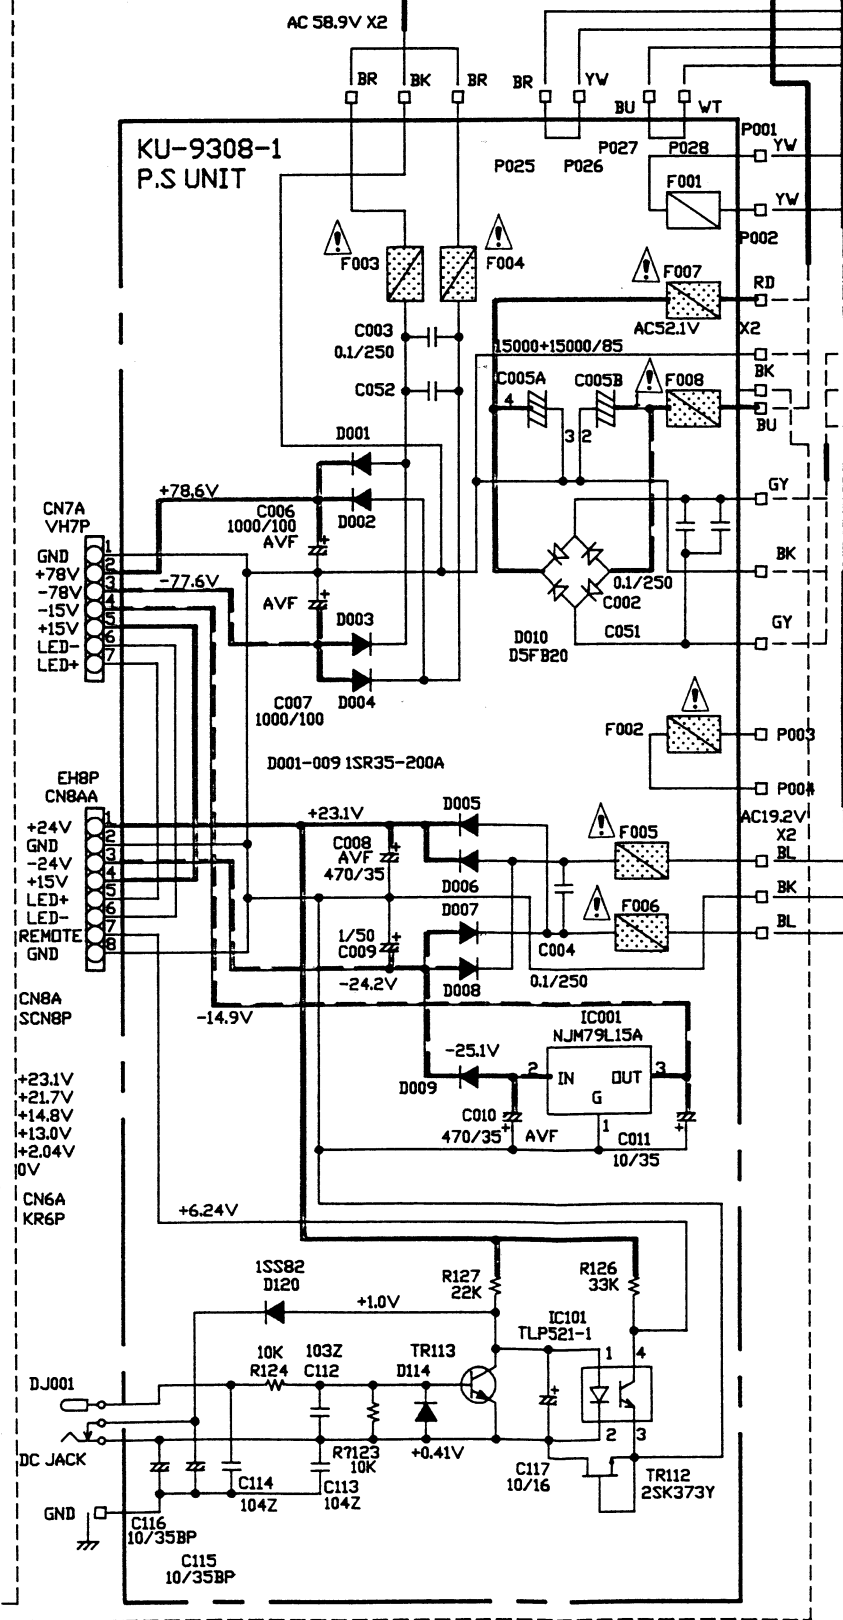 AC 58.9V X2
BR
BK
BR
BR
YW
BU
WT
KU-9308-1
P.S UNIT
P025
P026
P027
P028
P001
YW
F001
YW
P002
F003
F004
F007
RD
AC52.1V
X2
C003
0.1/250
15000+15000/85
BK
C052
C005A
C005B
F008
4
3
2
1
BU
D001
+78.6V
C006
1000/100
AVF
D002
GY
CN7A
VH7P
GND
1
+78V
2
-78V
3
-15V
4
+15V
5
LED-
6
LED+
7
-77.6V
AVF
D003
0.1/250
C002
BK
D010
D5FB20
C051
GY
C007
1000/100
D004
F002
P003
D001-009 1SR35-200A
P004
EH8P
CN8AA
+24V
1
GND
2
-24V
3
+15V
4
LED+
5
LED-
6
REMOTE
7
GND
8
+23.1V
D005
C008
AVF
470/35
D006
F005
AC19.2V
X2
BL
BK
D007
F006
1/50
C009
C004
BL
-24.2V
D008
0.1/250
CN8A
SCN8P
-14.9V
IC001
NJM79L15A
-25.1V
D009
2
IN
OUT
3
G
1
C010
470/35
AVF
C011
10/35
+23.1V
+21.7V
+14.8V
+13.0V
+2.04V
0V
CN6A
KR6P
+6.24V
1SS82
D120
R127
22K
R126
33K
+1.0V
IC101
TLP521-1
10K
R124
103Z
C112
TR113
D114
1
4
DJ001
2
3
DC JACK
R?123
10K
+0.41V
C117
10/16
TR112
2SK373Y
C114
104Z
C113
104Z
GND
C116
10/35BP
C115
10/35BP